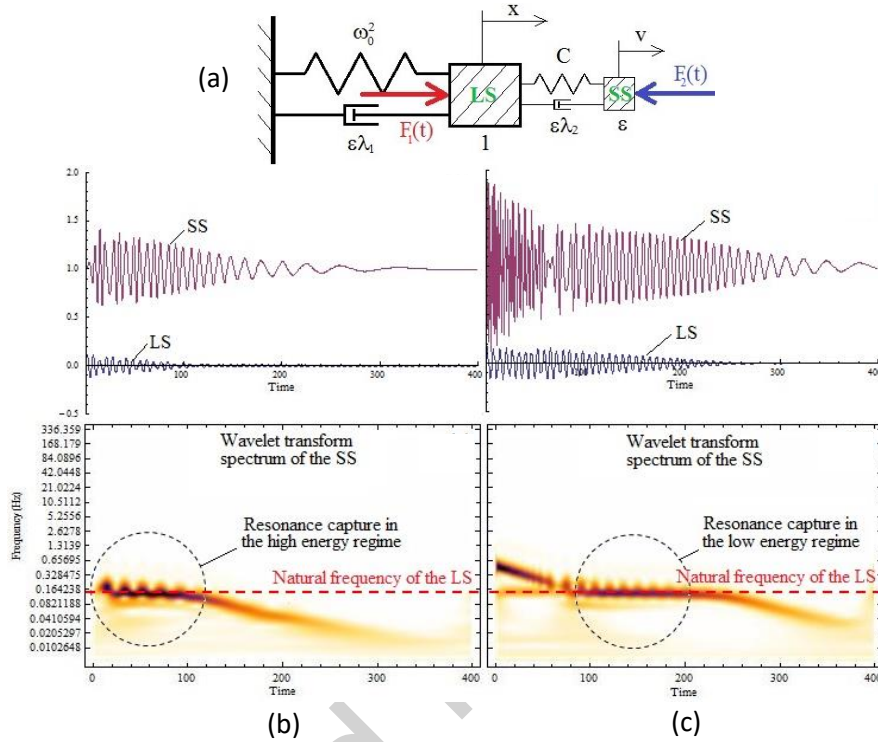 (a)
ω₀²
x
v
C
LS
SS
F₁(t)
F₂(t)
ελ₁
1
ελ₂
ε
2.0
1.5
1.0
0.5
0.0
−0.5
SS
LS
100
200
300
400
Time
SS
LS
100
200
300
400
Time
Frequency(Hz)
336.359
168.179
84.0896
42.0448
21.0224
10.5112
5.2556
2.6278
1.3139
0.65695
0.328475
0.164238
0.0821188
0.0410594
0.0205297
0.0102648
Wavelet transform
spectrum of the SS
Resonance capture in
the high energy regime
Natural frequency of the LS
0
100
200
300
400
Time
Wavelet transform
spectrum of the SS
Resonance capture in
the low energy regime
Natural frequency of the LS
0
100
200
300
400
Time
(b)
(c)